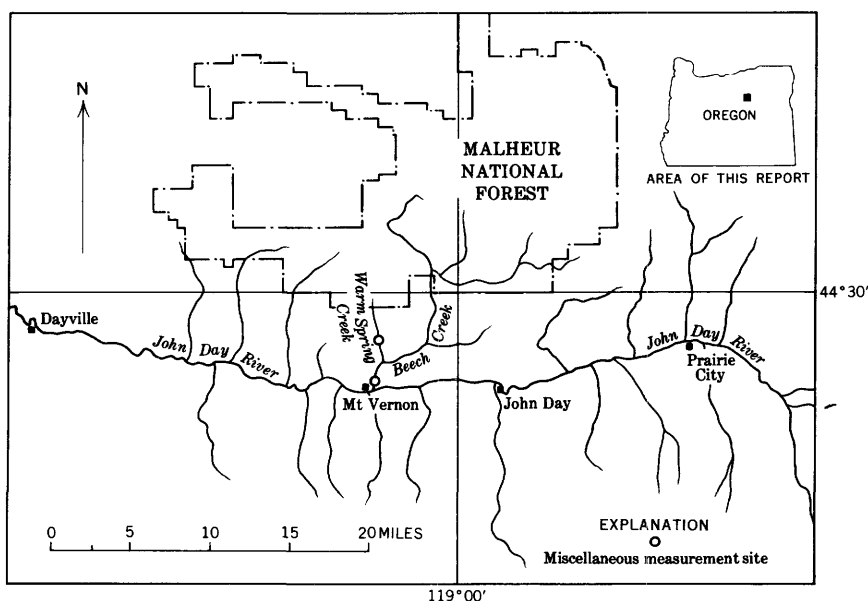 N
MALHEUR
NATIONAL
FOREST
OREGON
AREA OF THIS REPORT
44°30'
Dayville
John Day River
Warm Spring
Creek
Beech Creek
John Day River
Prairie
City
Mt Vernon
John Day
0 5 10 15 20 MILES
EXPLANATION
Miscellaneous measurement site
119°00'